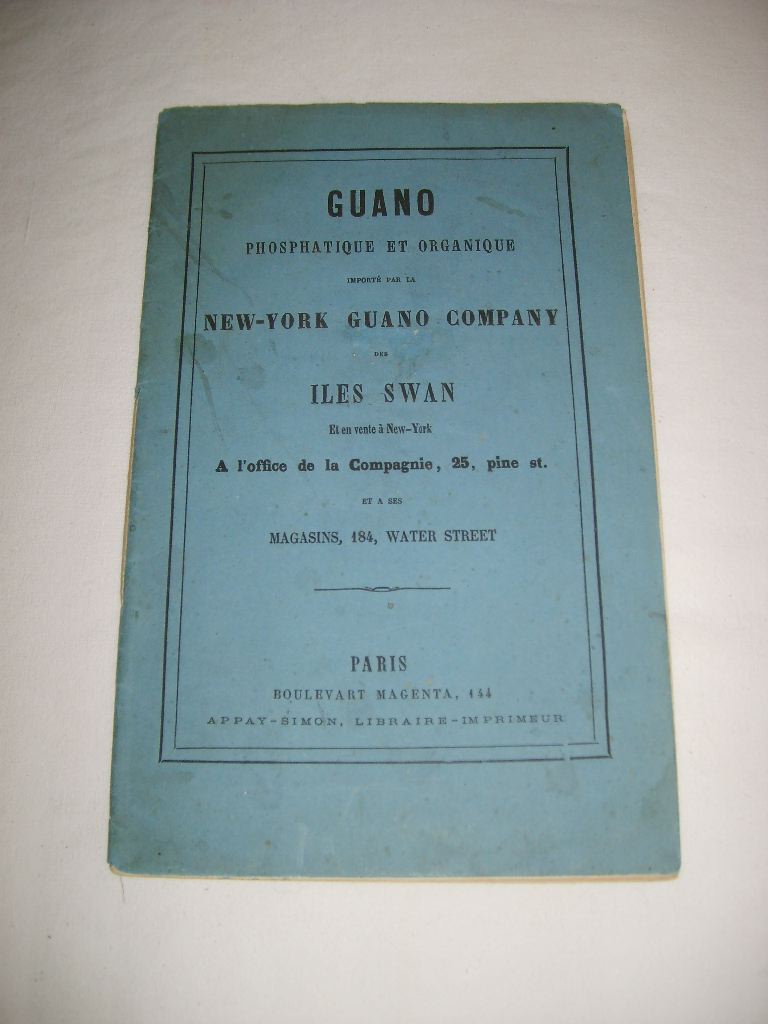 GUANO
PHOSPHATIQUE ET ORGANIQUE
IMPORTÉ PAR LA
NEW-YORK GUANO COMPANY
DES
ILES SWAN
Et en vente à New-York
A l'office de la Compagnie, 25, pine st.
ET A SES
MAGASINS, 184, WATER STREET
PARIS
BOULEVART MAGENTA, 144
APPAY-SIMON, LIBRAIRE-IMPRIMEUR